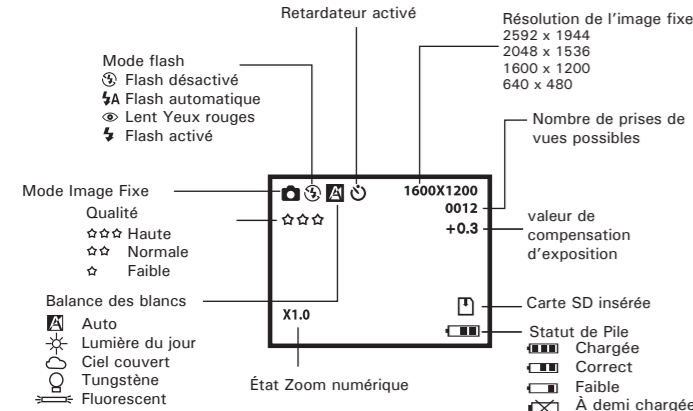 Retardateur activé
Résolution de l'image fixe
2592 x 1944
2048 x 1536
1600 x 1200
640 x 480
Mode flash
Flash désactivé
A Flash automatique
Lent Yeux rouges
Flash activé
Nombre de prises de
vues possibles
Mode Image Fixe
Qualité
Haute
Normale
Faible
1600X1200
0012
+0.3
valeur de
compensation
d'exposition
Balance des blancs
A Auto
Lumière du jour
Ciel couvert
Tungstène
Fluorescent
X1.0
État Zoom numérique
Carte SD insérée
Statut de Pile
Chargée
Correct
Faible
À demi chargée